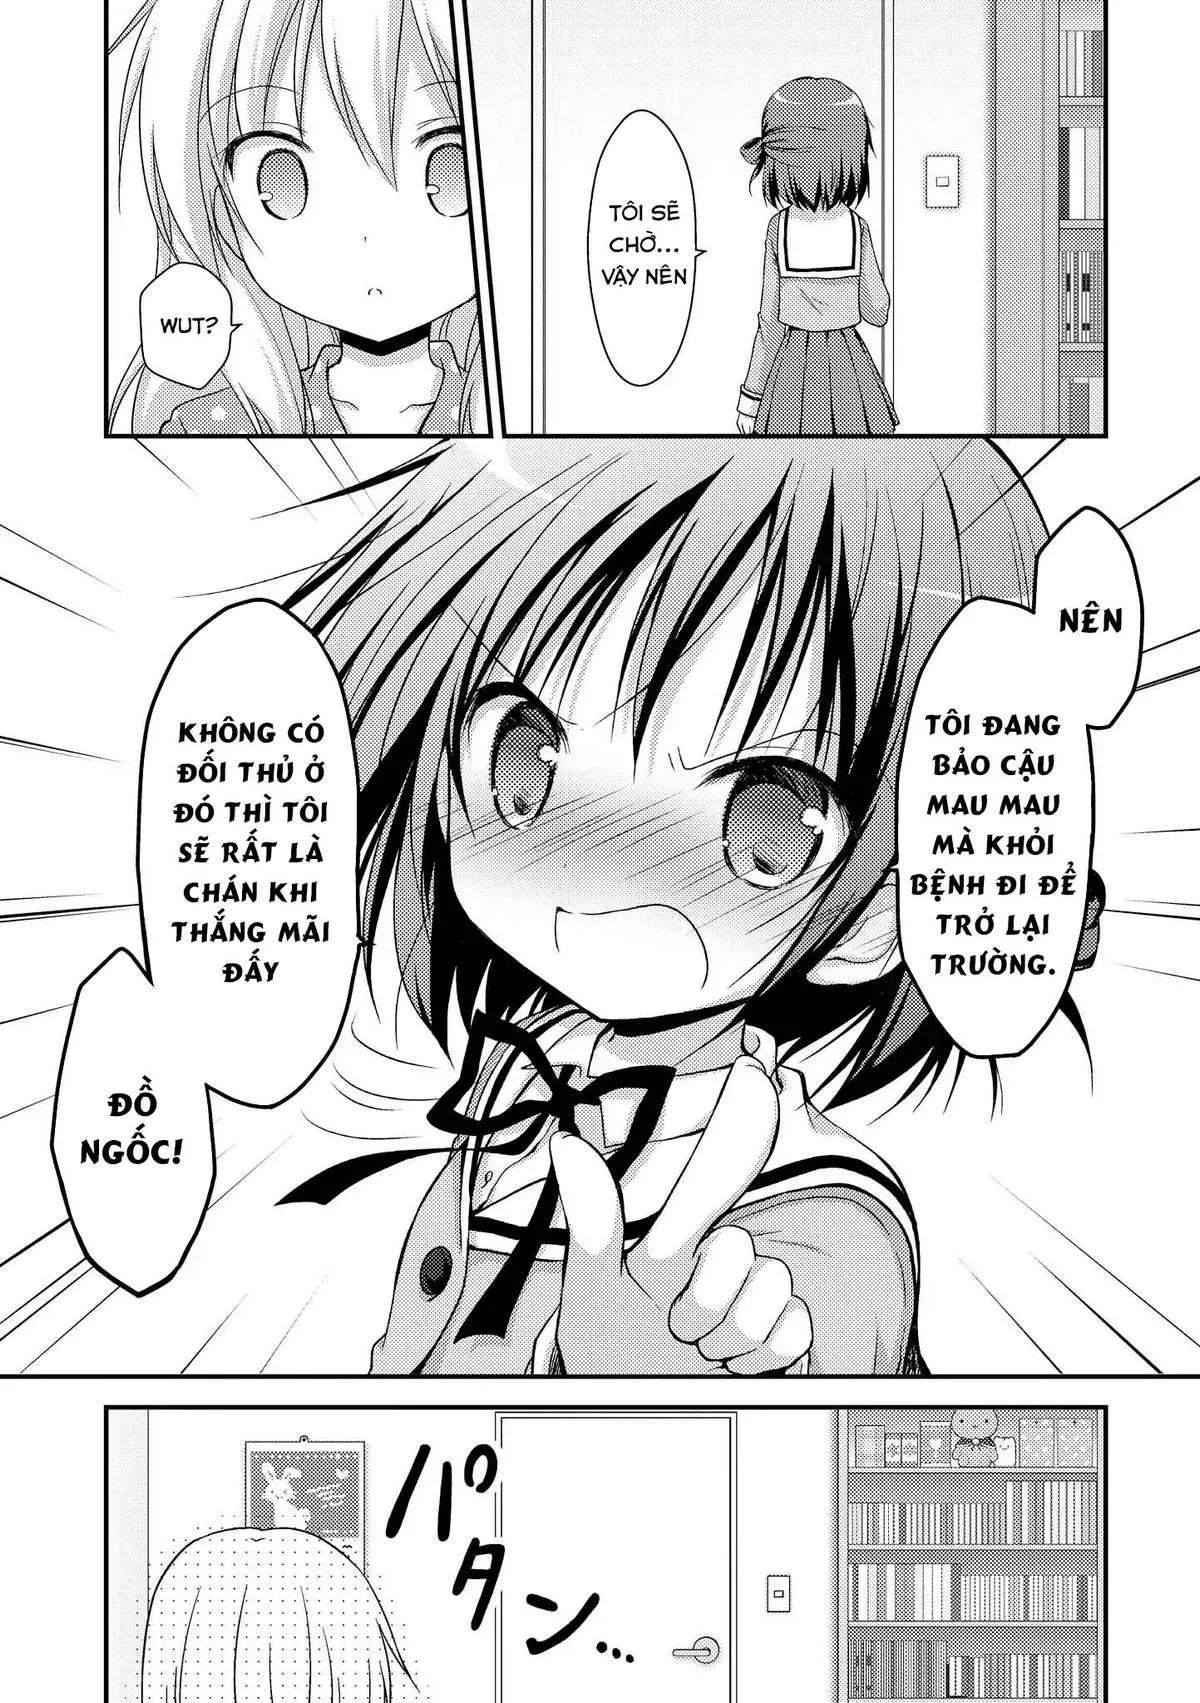 TÔI SẼ
CHỜ...
VẬY NÊN
WUT?
NÊN
TÔI ĐANG
BẢO CẬU
MAU MAU
MÀ KHỎI
BỆNH ĐI ĐỂ
TRỞ LẠI
TRƯỜNG.
KHÔNG CÓ
ĐỐI THỦ Ở
ĐÓ THÌ TÔI
SẼ RẤT LÀ
CHÁN KHI
THẮNG MÃI
ĐẤY
ĐỒ
NGỐC!
パタン...